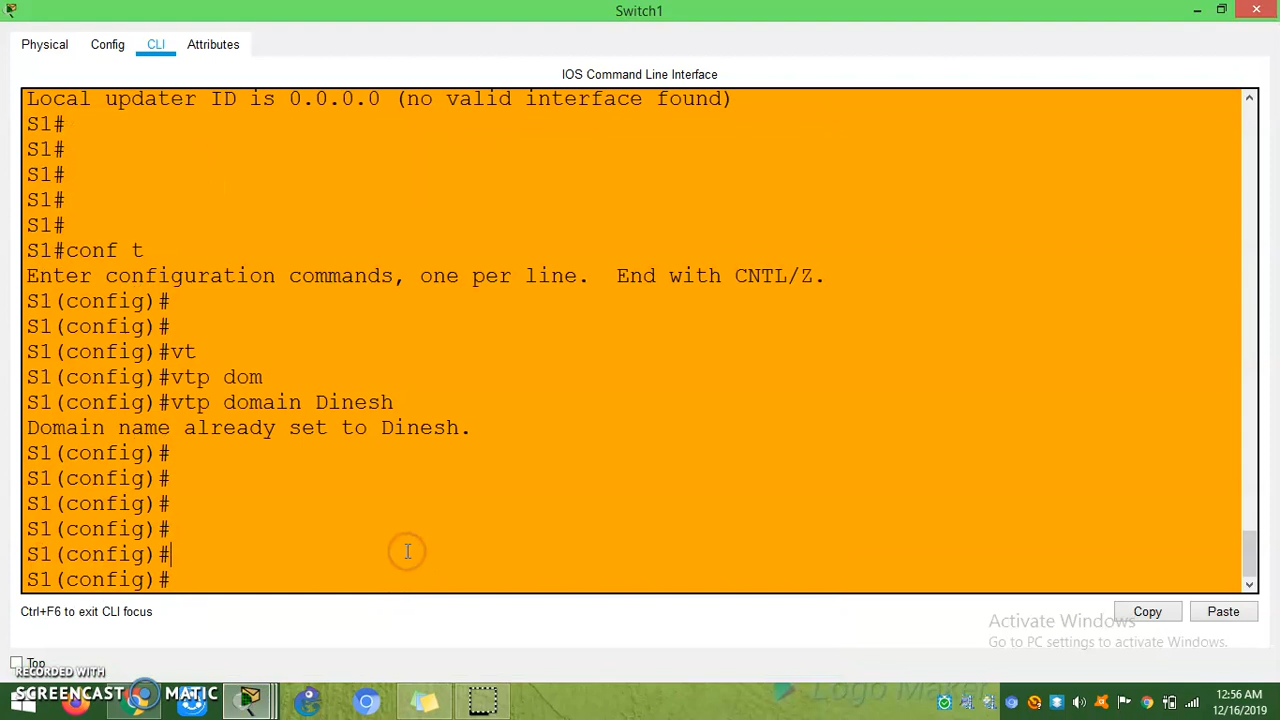 Switch1
Physical Config CLI Attributes
IOS Command Line Interface
Local updater ID is 0.0.0.0 (no valid interface found)
S1#
S1#
S1#
S1#
S1#
S1#conf t
Enter configuration commands, one per line.  End with CNTL/Z.
S1(config)#
S1(config)#
S1(config)#vt
S1(config)#vtp dom
S1(config)#vtp domain Dinesh
Domain name already set to Dinesh.
S1(config)#
S1(config)#
S1(config)#
S1(config)#
S1(config)#
S1(config)#
Ctrl+F6 to exit CLI focus
Copy Paste
Activate Windows
Go to PC settings to activate Windows.
Top
RECORDED WITH
SCREENCAST MATIC
Logo Maker
12:56 AM
12/16/2019